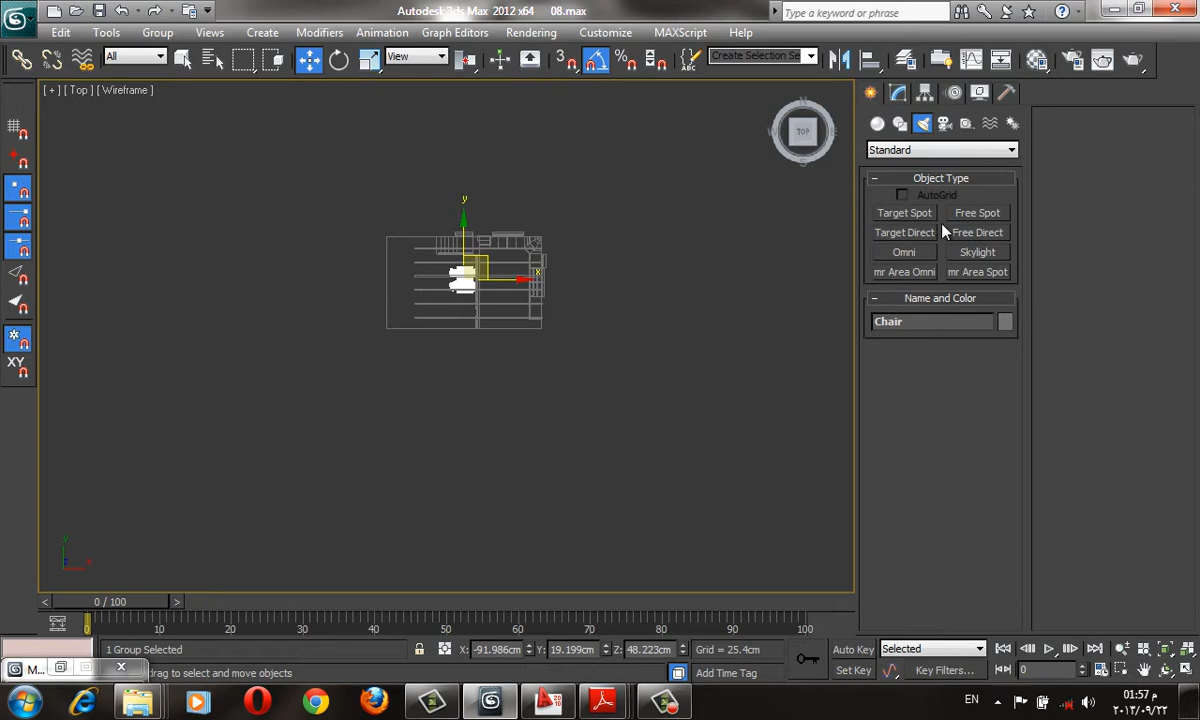 Autodesk 3ds Max 2012 x64 08.max
Type a keyword or phrase
Edit Tools Group Views Create Modifiers Animation Graph Editors Rendering Customize MAXScript Help
All View 3 % Create Selection Se
[ + ] [ Top ] [ Wireframe ]
N
W TOP E
S
Standard
Object Type
AutoGrid
Target Spot Free Spot
Target Direct Free Direct
Omni Skylight
mr Area Omni mr Area Spot
Name and Color
Chair
y
x
XY
y
x
0 / 100
0 10 20 30 40 50 60 70 80 90 100
1 Group Selected X: -91.986cm Y: 19.199cm Z: 48.223cm Grid = 25.4cm Auto Key Selected
M... drag to select and move objects Add Time Tag Set Key Key Filters... 0
EN م 01:57
٢٠١٣/٠٩/٢٢